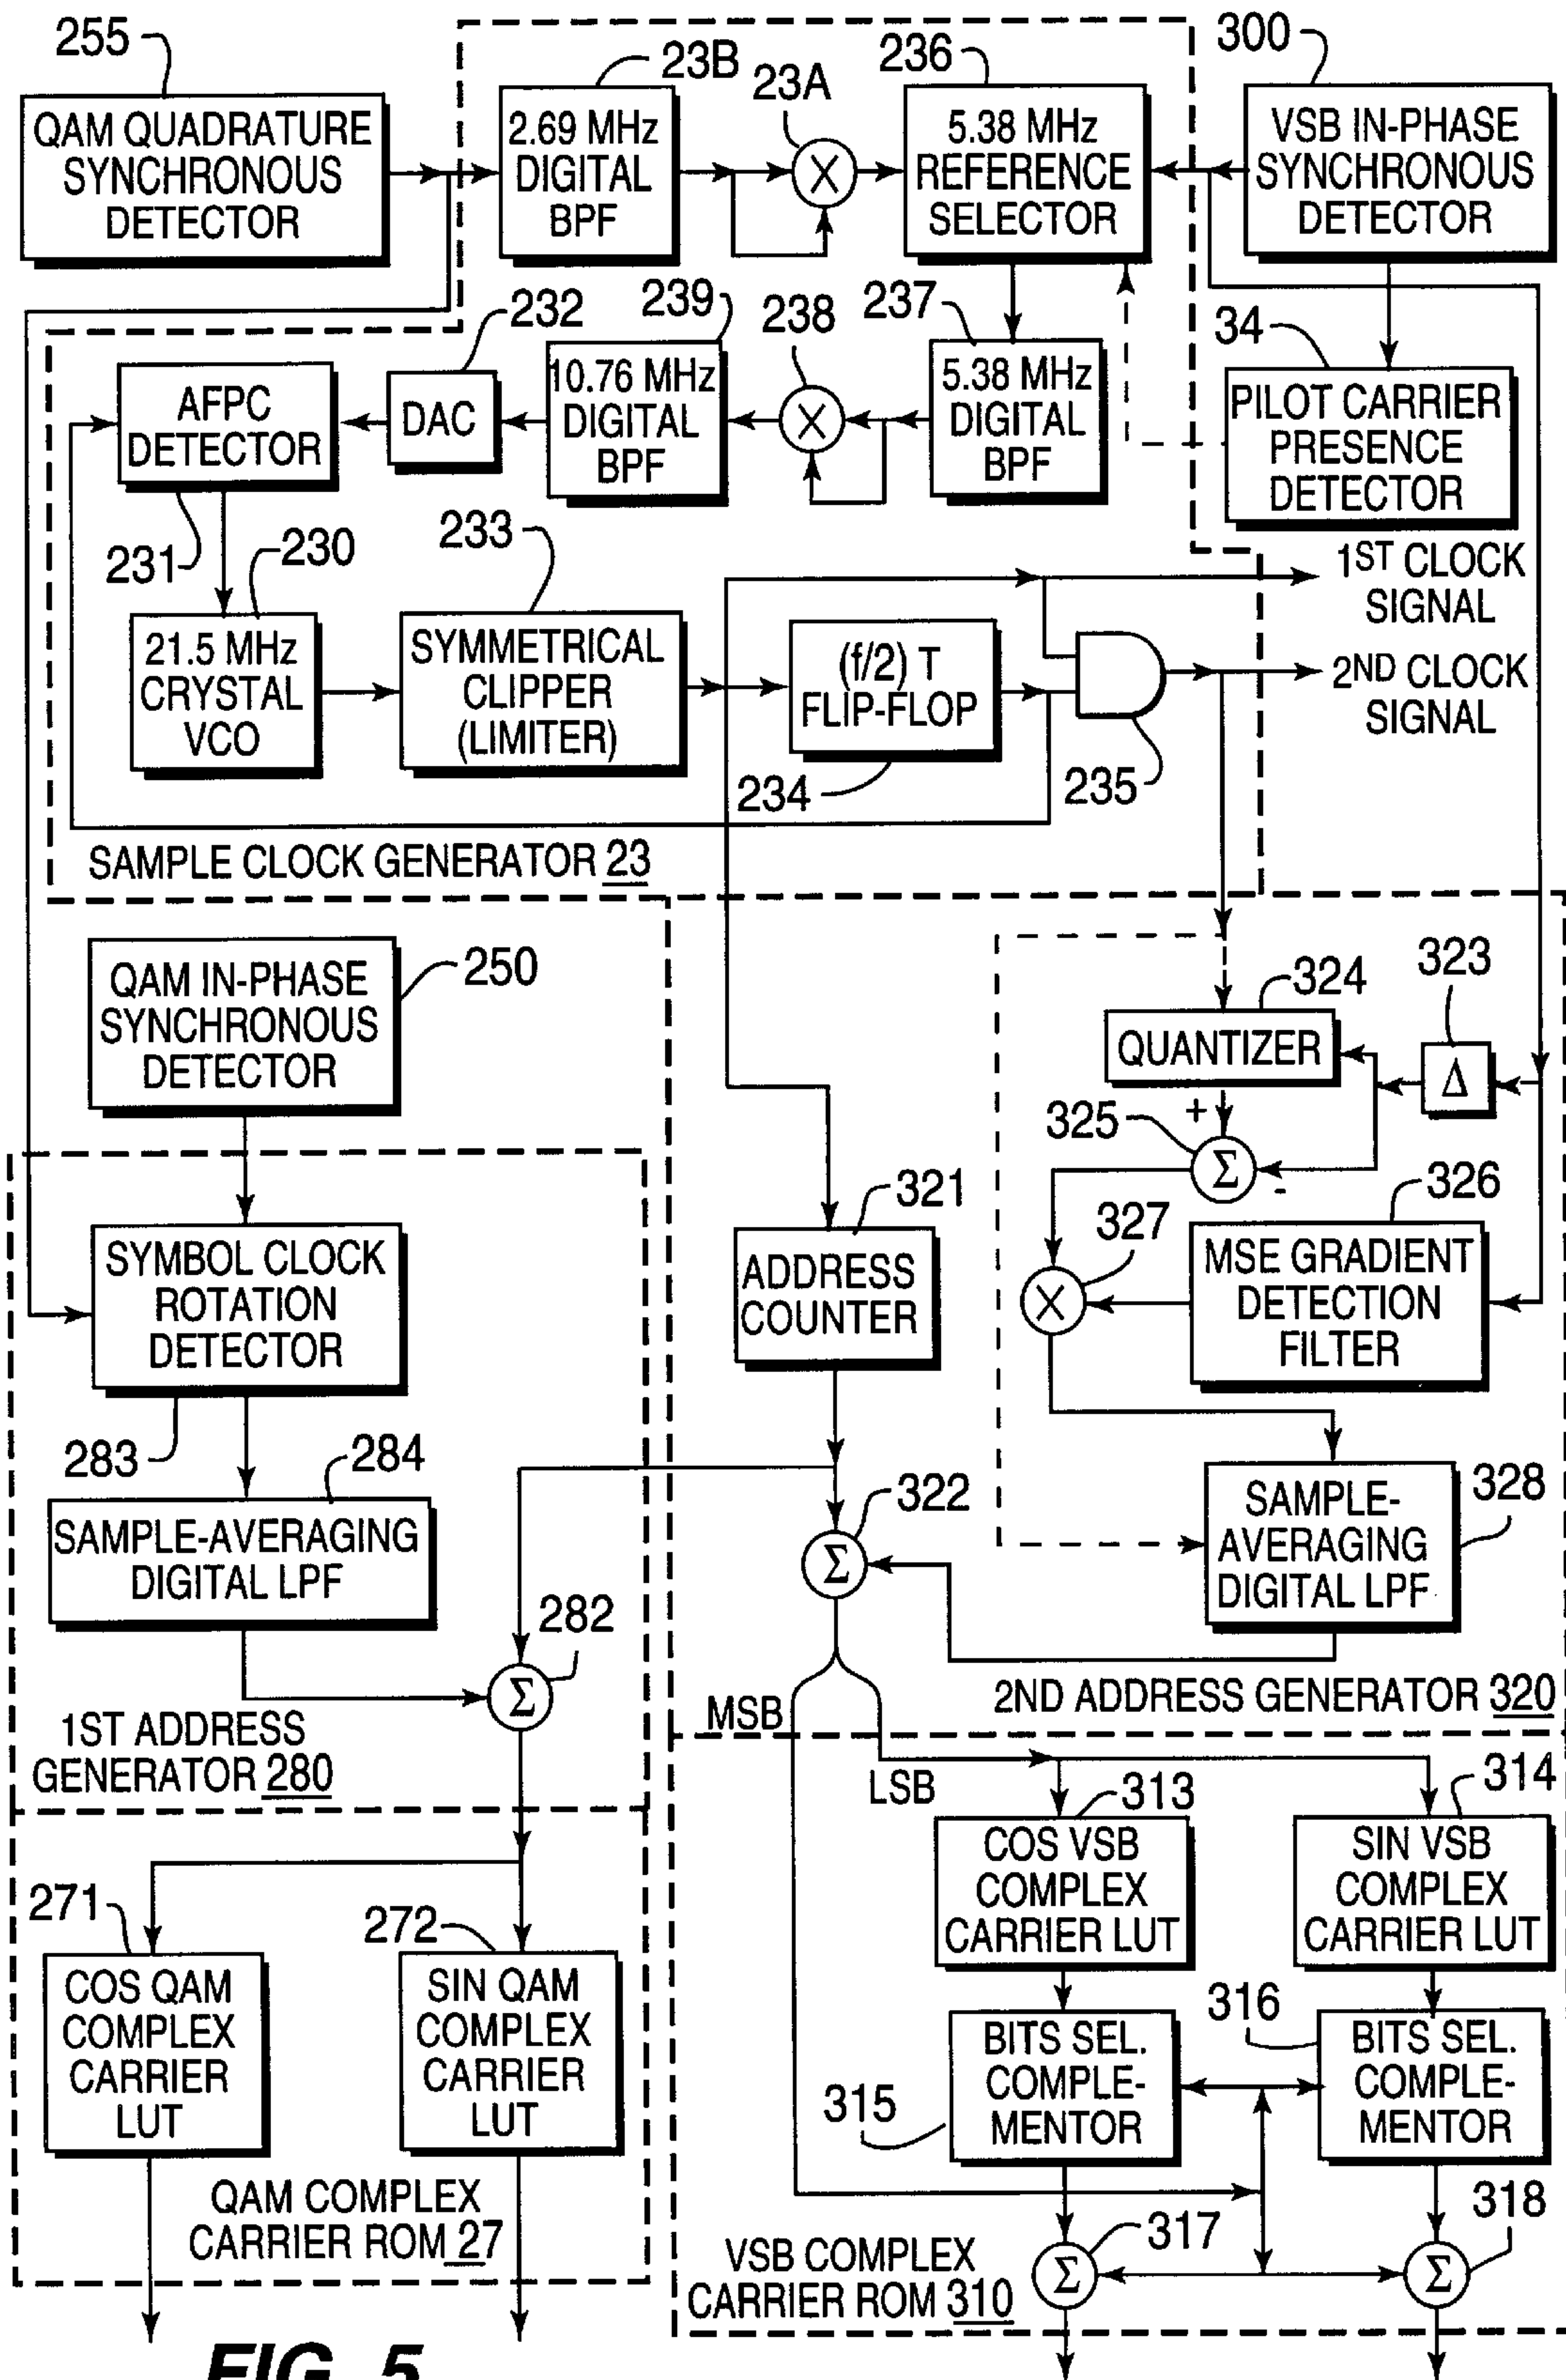 255
23B
23A
236
300
QAM QUADRATURE
SYNCHRONOUS
DETECTOR
2.69 MHz
DIGITAL
BPF
X
5.38 MHz
REFERENCE
SELECTOR
VSB IN-PHASE
SYNCHRONOUS
DETECTOR
232
239
238
237
34
AFPC
DETECTOR
DAC
10.76 MHz
DIGITAL
BPF
X
5.38 MHz
DIGITAL
BPF
PILOT CARRIER
PRESENCE
DETECTOR
231
230
233
1ST CLOCK
SIGNAL
21.5 MHz
CRYSTAL
VCO
SYMMETRICAL
CLIPPER
(LIMITER)
(f/2) T
FLIP-FLOP
2ND CLOCK
SIGNAL
234
235
SAMPLE CLOCK GENERATOR 23
QAM IN-PHASE
SYNCHRONOUS
DETECTOR
250
324
323
QUANTIZER
Δ
+
325
Σ
-
326
321
327
SYMBOL CLOCK
ROTATION
DETECTOR
ADDRESS
COUNTER
X
MSE GRADIENT
DETECTION
FILTER
283
284
322
328
SAMPLE-AVERAGING
DIGITAL LPF
Σ
SAMPLE-
AVERAGING
DIGITAL LPF
282
Σ
1ST ADDRESS
GENERATOR 280
MSB
2ND ADDRESS GENERATOR 320
LSB
313
314
COS VSB
COMPLEX
CARRIER LUT
SIN VSB
COMPLEX
CARRIER LUT
271
272
COS QAM
COMPLEX
CARRIER
LUT
SIN QAM
COMPLEX
CARRIER
LUT
315
BITS SEL.
COMPLE-
MENTOR
316
BITS SEL.
COMPLE-
MENTOR
QAM COMPLEX
CARRIER ROM 27
317
318
VSB COMPLEX
CARRIER ROM 310
Σ
Σ
FIG. 5